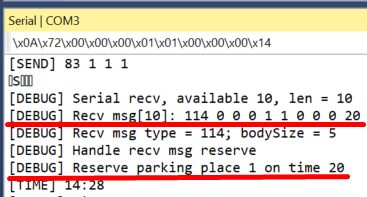 Serial | COM3
\x0A\x72\x00\x00\x00\x01\x01\x00\x00\x00\x14
[SEND] 83 1 1 1
S
[DEBUG] Serial recv, available 10, len = 10
[DEBUG] Recv msg[10]: 114 0 0 0 1 1 0 0 0 20
[DEBUG] Recv msg type = 114; bodySize = 5
[DEBUG] Handle recv msg reserve
[DEBUG] Reserve parking place 1 on time 20
[TIME] 14:28